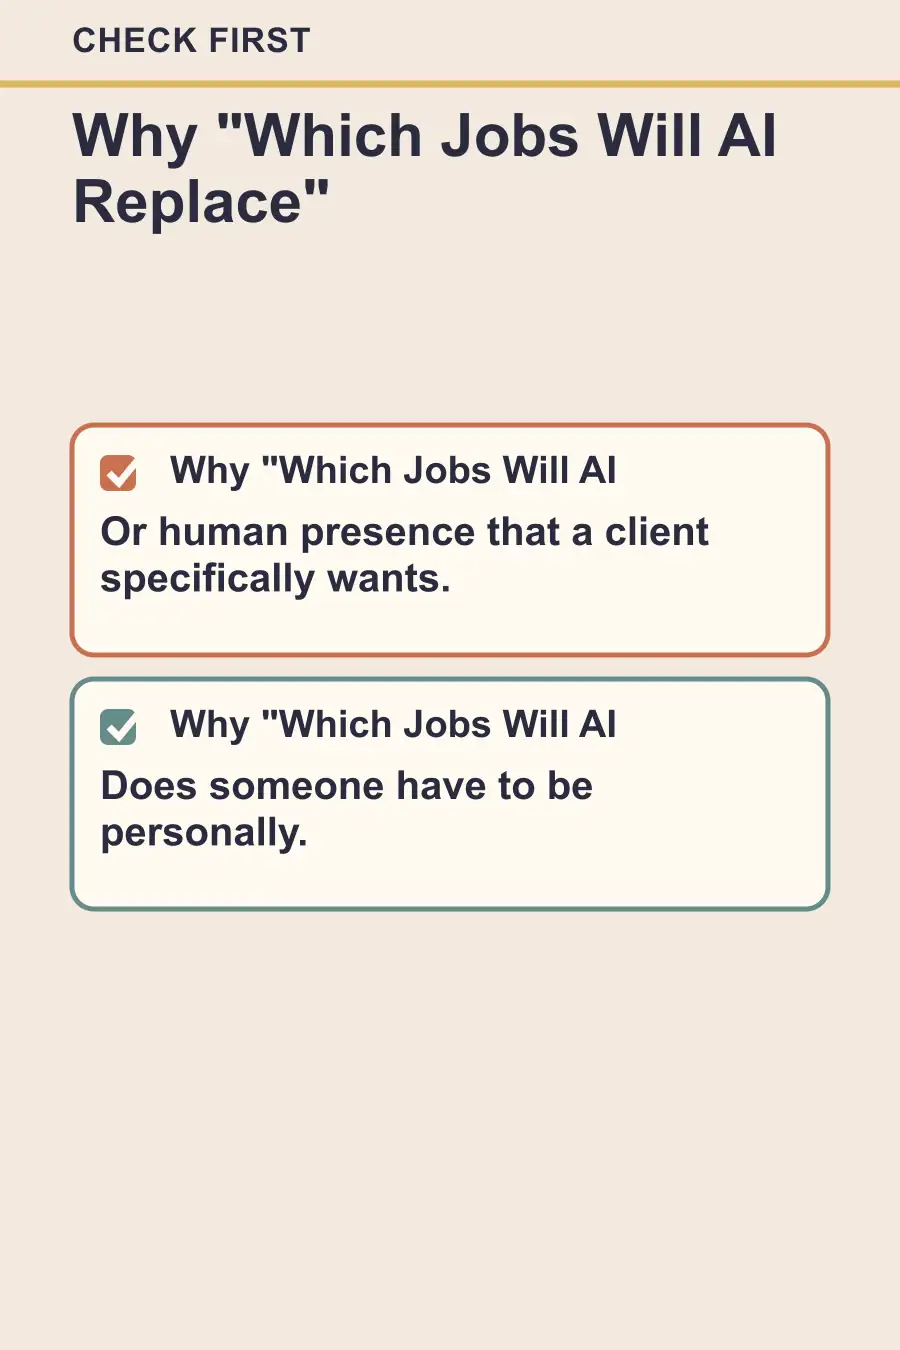 CHECK FIRST
Why "Which Jobs Will AI
Replace"
Why "Which Jobs Will AI
Or human presence that a client
specifically wants.
Why "Which Jobs Will AI
Does someone have to be
personally.